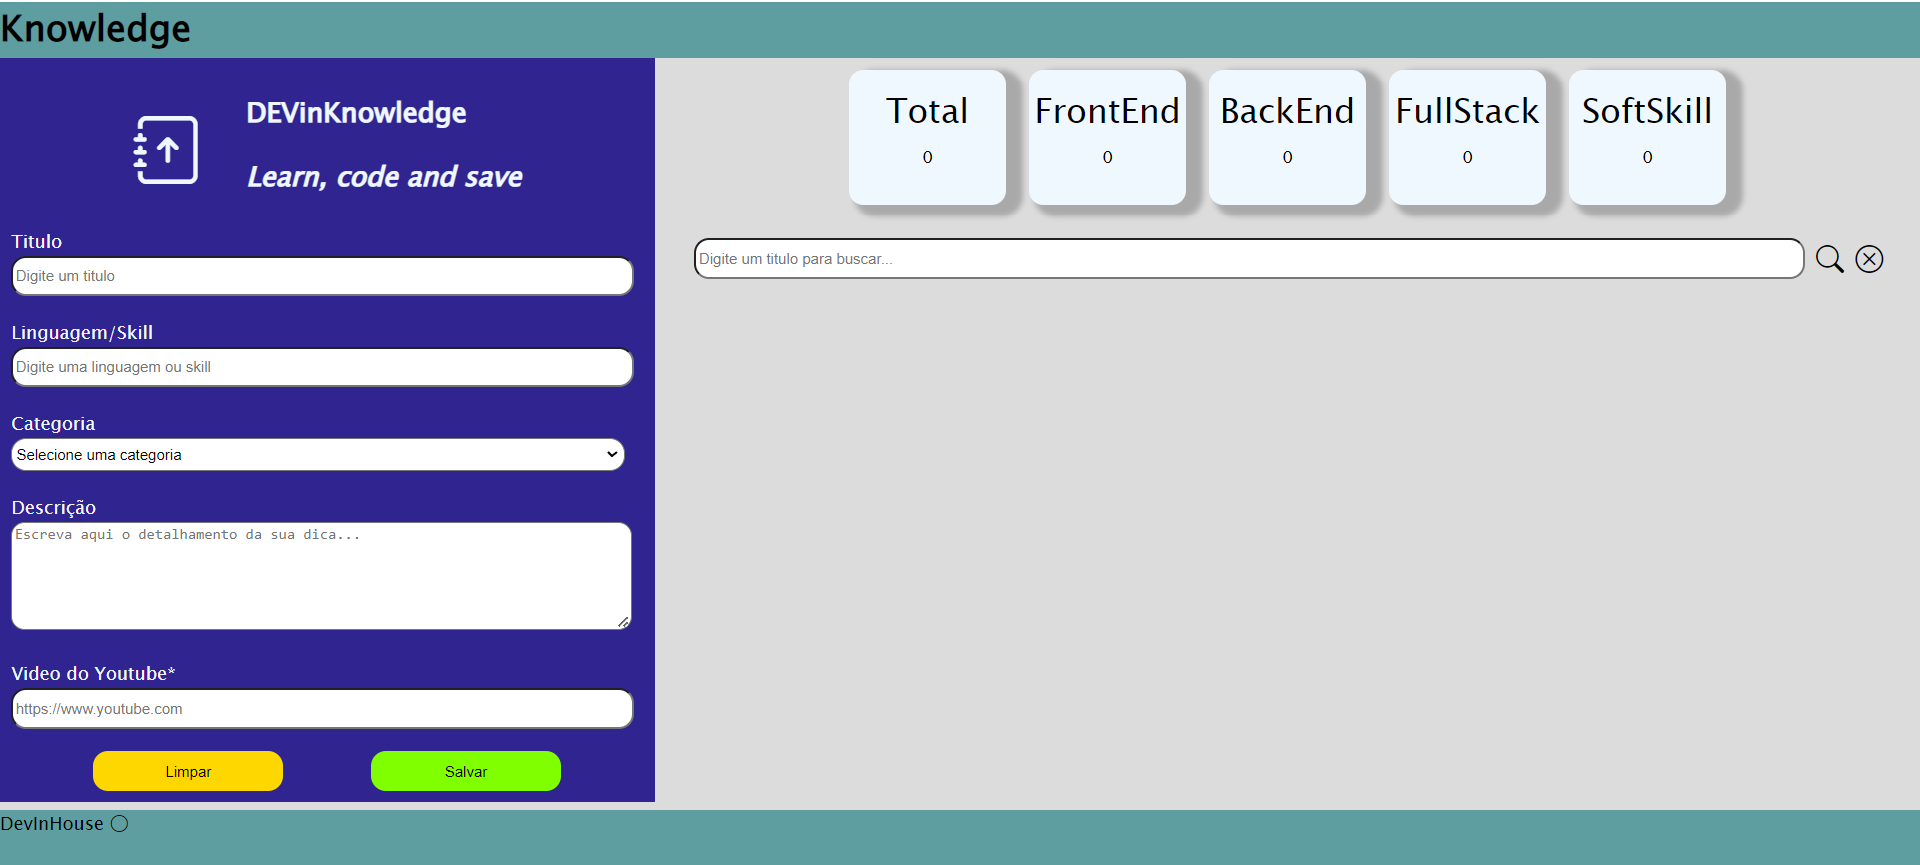 Knowledge
DEVinKnowledge
Learn, code and save
Titulo
Digite um titulo
Linguagem/Skill
Digite uma linguagem ou skill
Categoria
Selecione uma categoria
Descrição
Escreva aqui o detalhamento da sua dica...
Video do Youtube*
https://www.youtube.com
Limpar Salvar
Total FrontEnd BackEnd FullStack SoftSkill
0 0 0 0 0
Digite um titulo para buscar...
DevInHouse